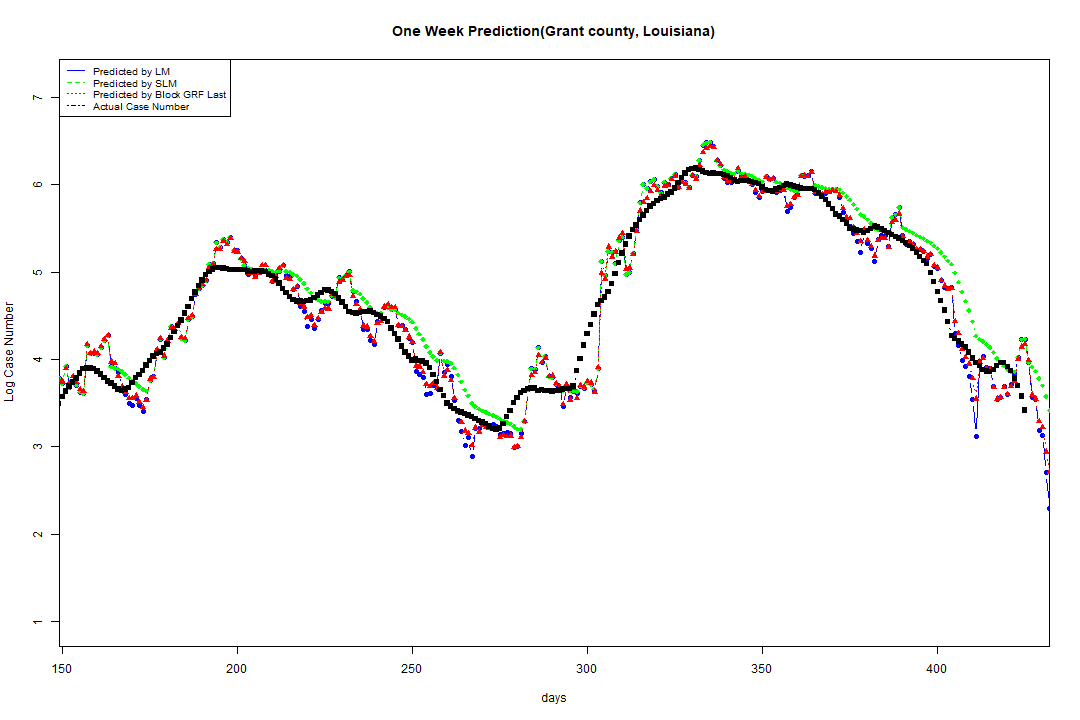 One Week Prediction(Grant county, Louisiana)
Predicted by LM
Predicted by SLM
Predicted by Block GRF Last
Actual Case Number
Log Case Number
7
6
5
4
3
2
1
150 200 250 300 350 400
days